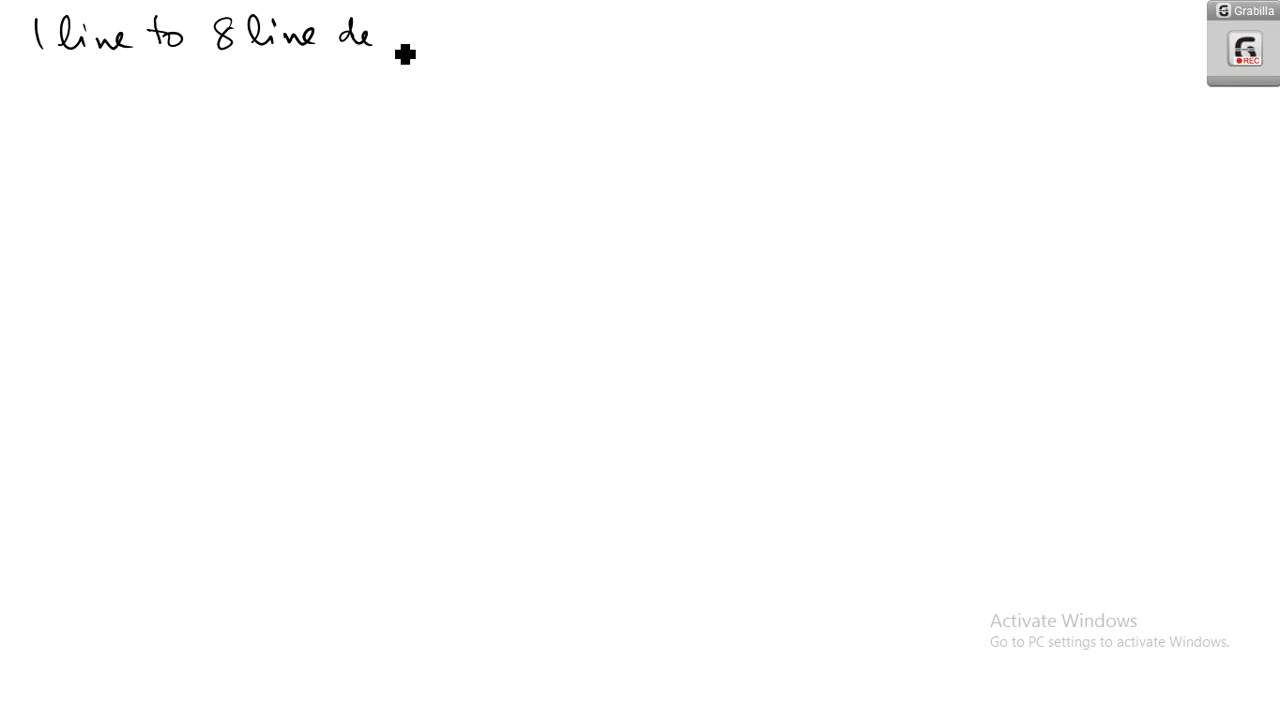 1 line to 8 line de
Grabilla
REC
Activate Windows
Go to PC settings to activate Windows.